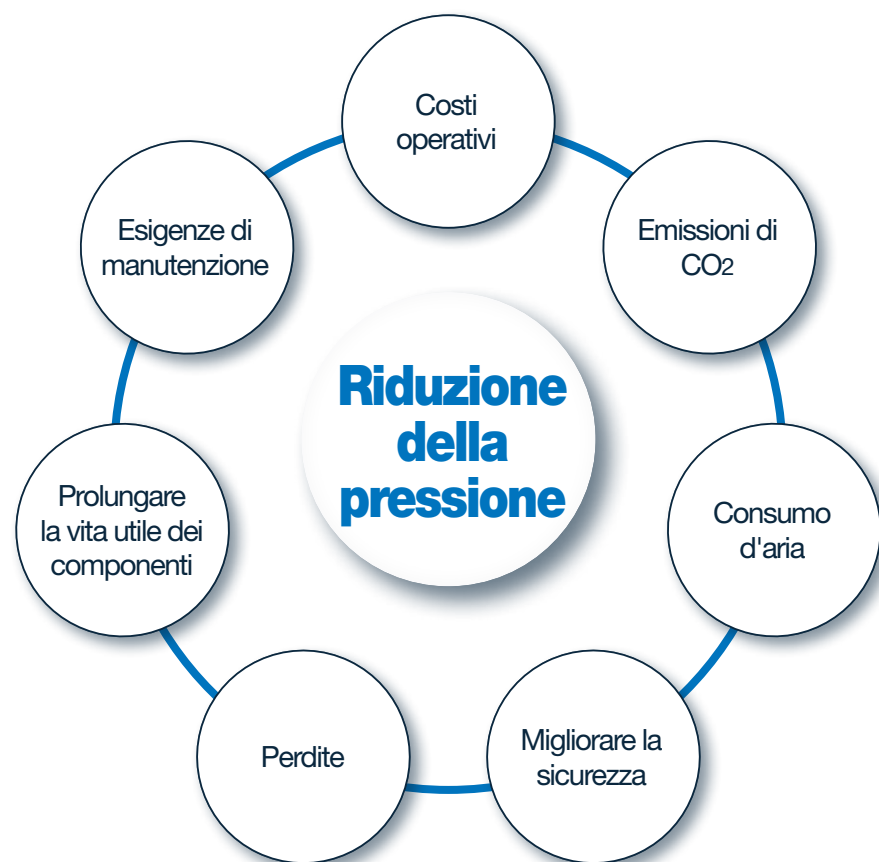 Costi
operativi
Emissioni di
CO2
Consumo
d'aria
Migliorare la
sicurezza
Perdite
Prolungare
la vita utile dei
componenti
Esigenze di
manutenzione
Riduzione
della
pressione